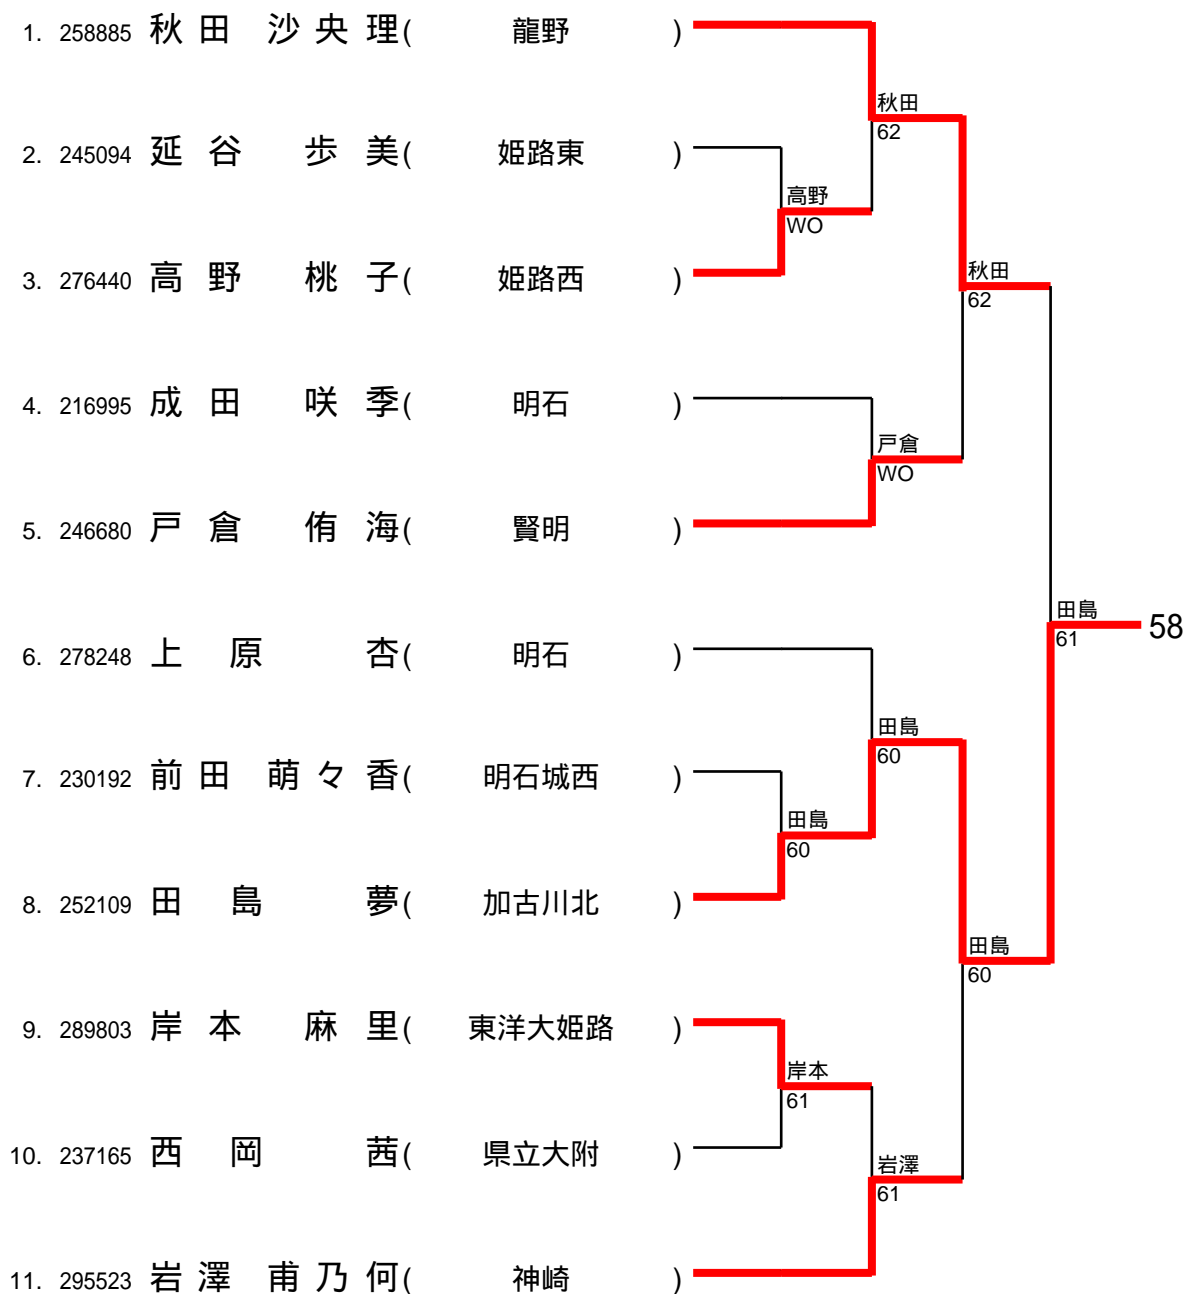 1. 258885 秋田 沙央理( 龍野 )
秋田
62
2. 245094 延谷 歩美( 姫路東 )
高野
WO
3. 276440 高野 桃子( 姫路西 )
秋田
62
4. 216995 成田 咲季( 明石 )
戸倉
WO
5. 246680 戸倉 侑海( 賢明 )
田島
61
58
6. 278248 上原 杏( 明石 )
田島
60
7. 230192 前田 萌々香( 明石城西 )
田島
60
8. 252109 田島 夢( 加古川北 )
田島
60
9. 289803 岸本 麻里( 東洋大姫路 )
岸本
61
10. 237165 西岡 茜( 県立大附 )
岩澤
61
11. 295523 岩澤 甫乃何( 神崎 )